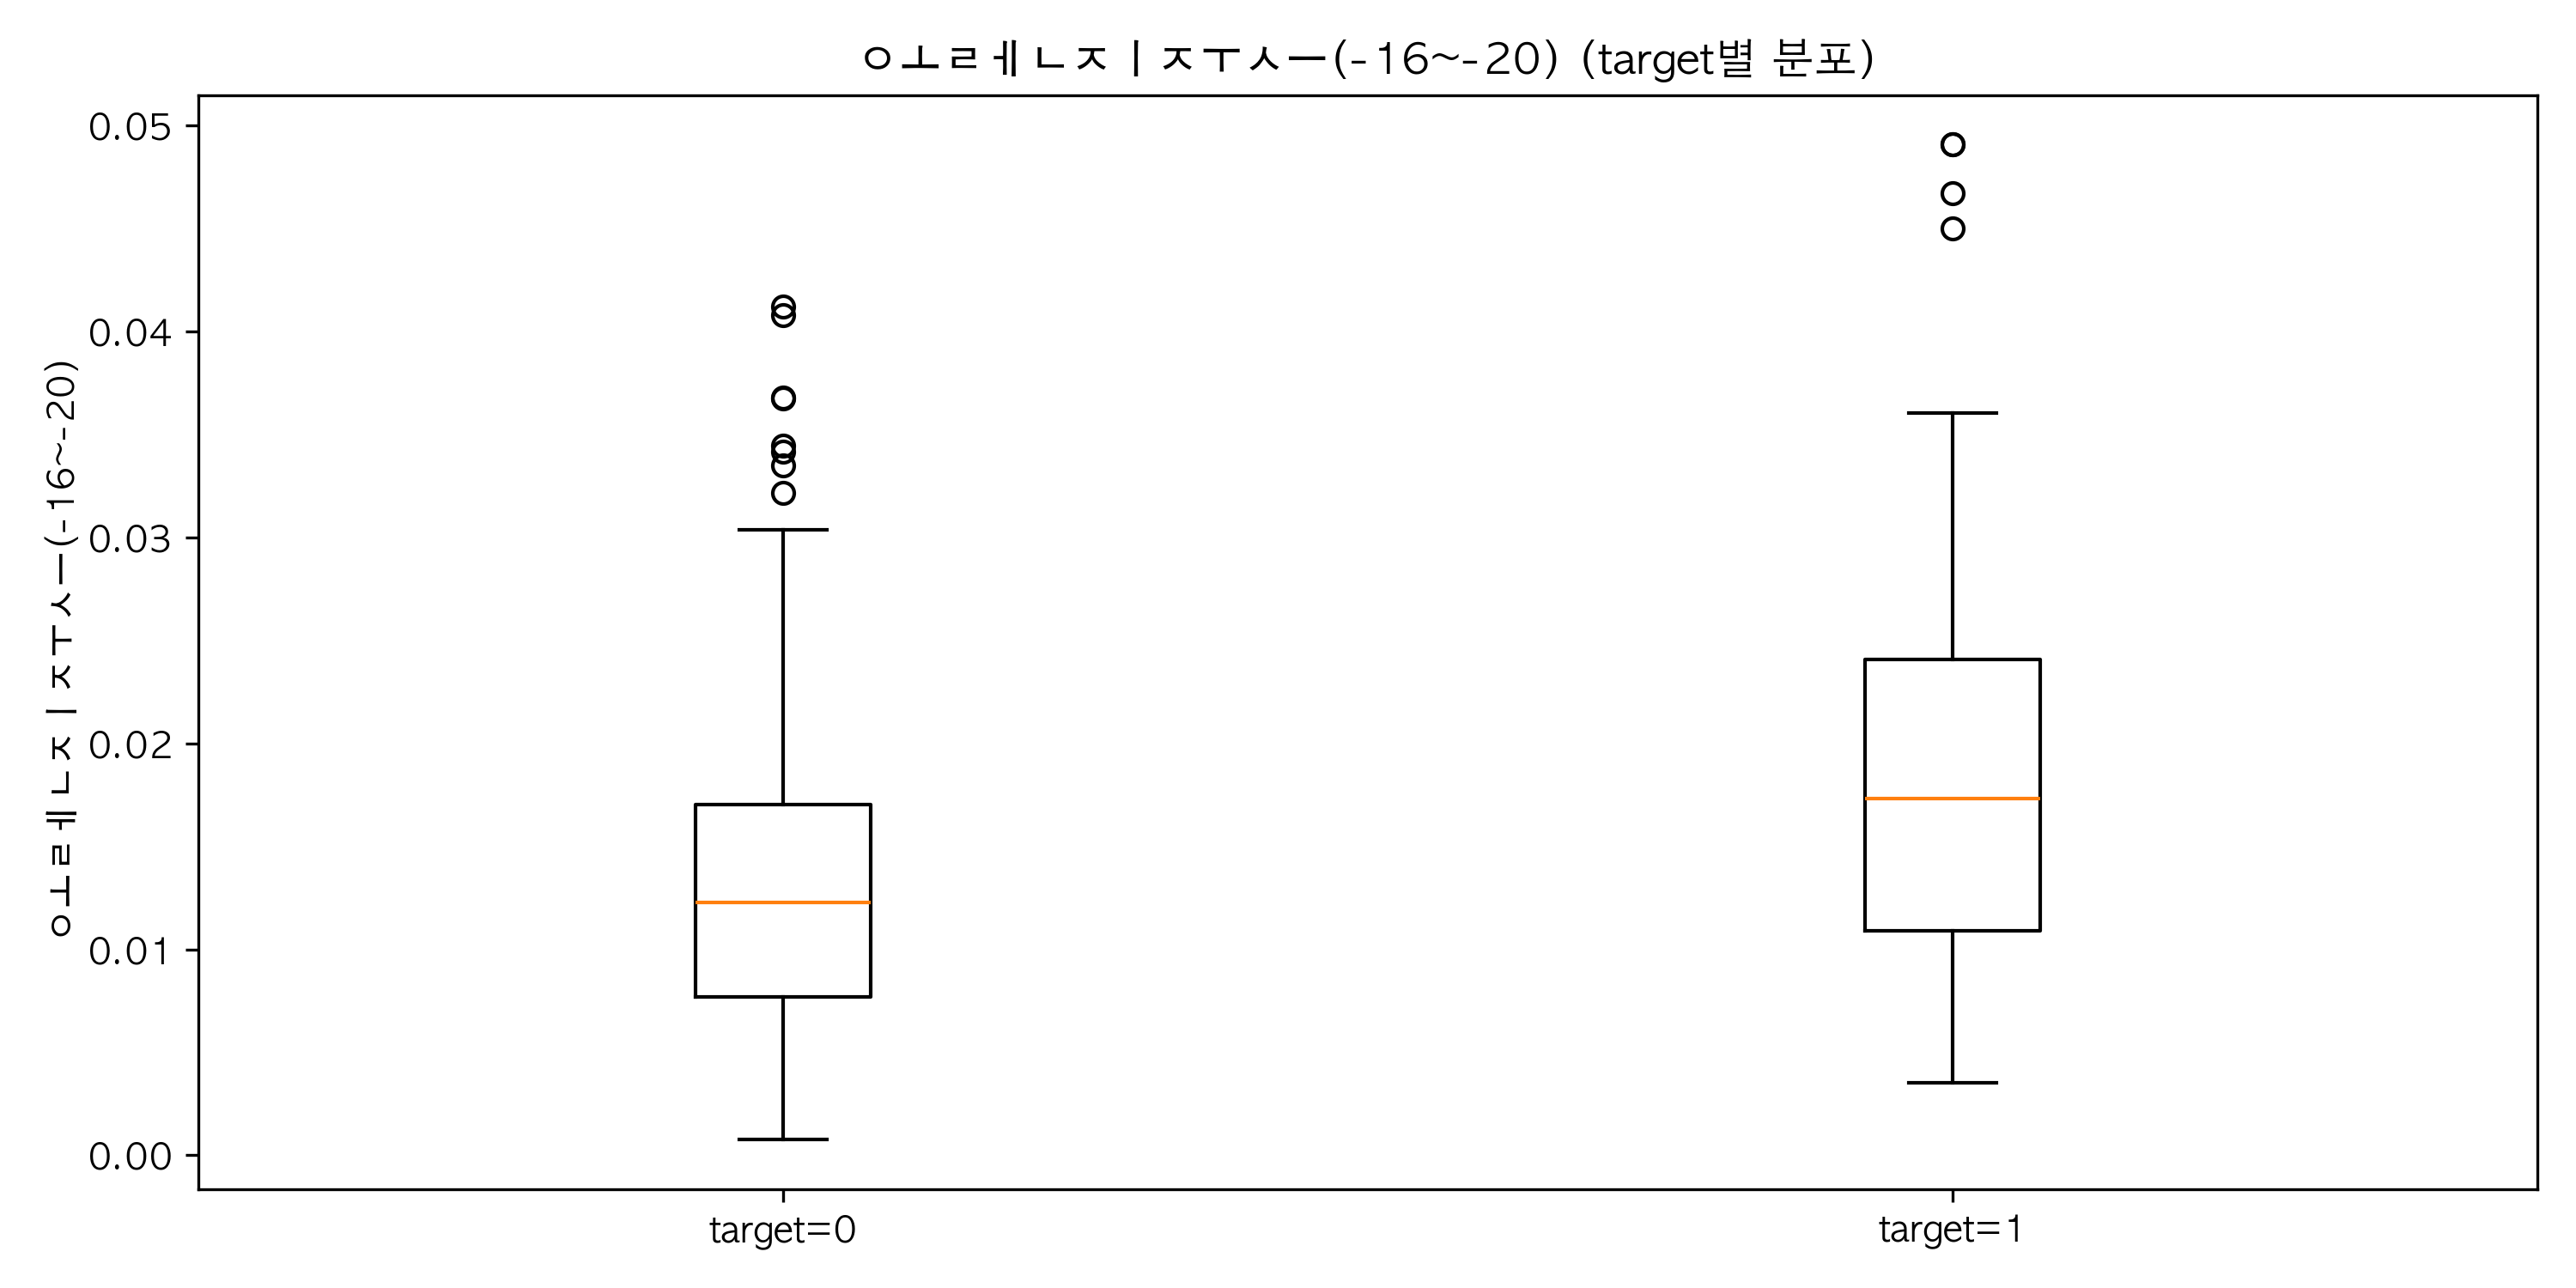 ㅇㅗㄹㅔㄴㅈㅣㅈㅜㅅㅡ(-16~-20) (target별 분포)
ㅇㅗㄹㅔㄴㅈㅣㅈㅜㅅㅡ(-16~-20)
0.05
0.04
0.03
0.02
0.01
0.00
target=0
target=1